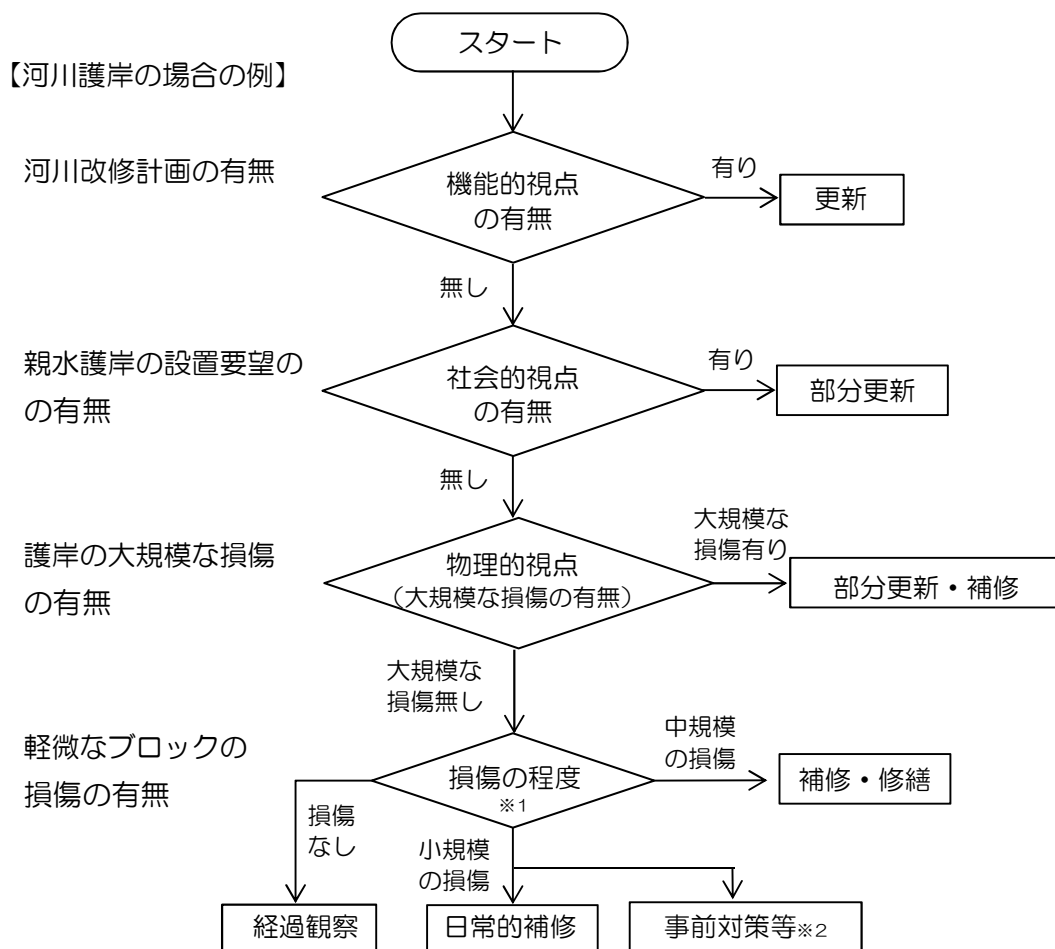 スタート
【河川護岸の場合の例】
河川改修計画の有無
機能的視点
の有無
有り
更新
無し
親水護岸の設置要望の
の有無
社会的視点
の有無
有り
部分更新
無し
護岸の大規模な損傷
の有無
物理的視点
（大規模な損傷の有無）
大規模な
損傷有り
部分更新・補修
大規模な
損傷無し
軽微なブロックの
損傷の有無
損傷の程度
※1
中規模
の損傷
補修・修繕
損傷
なし
小規模
の損傷
経過観察
日常的補修
事前対策等※2